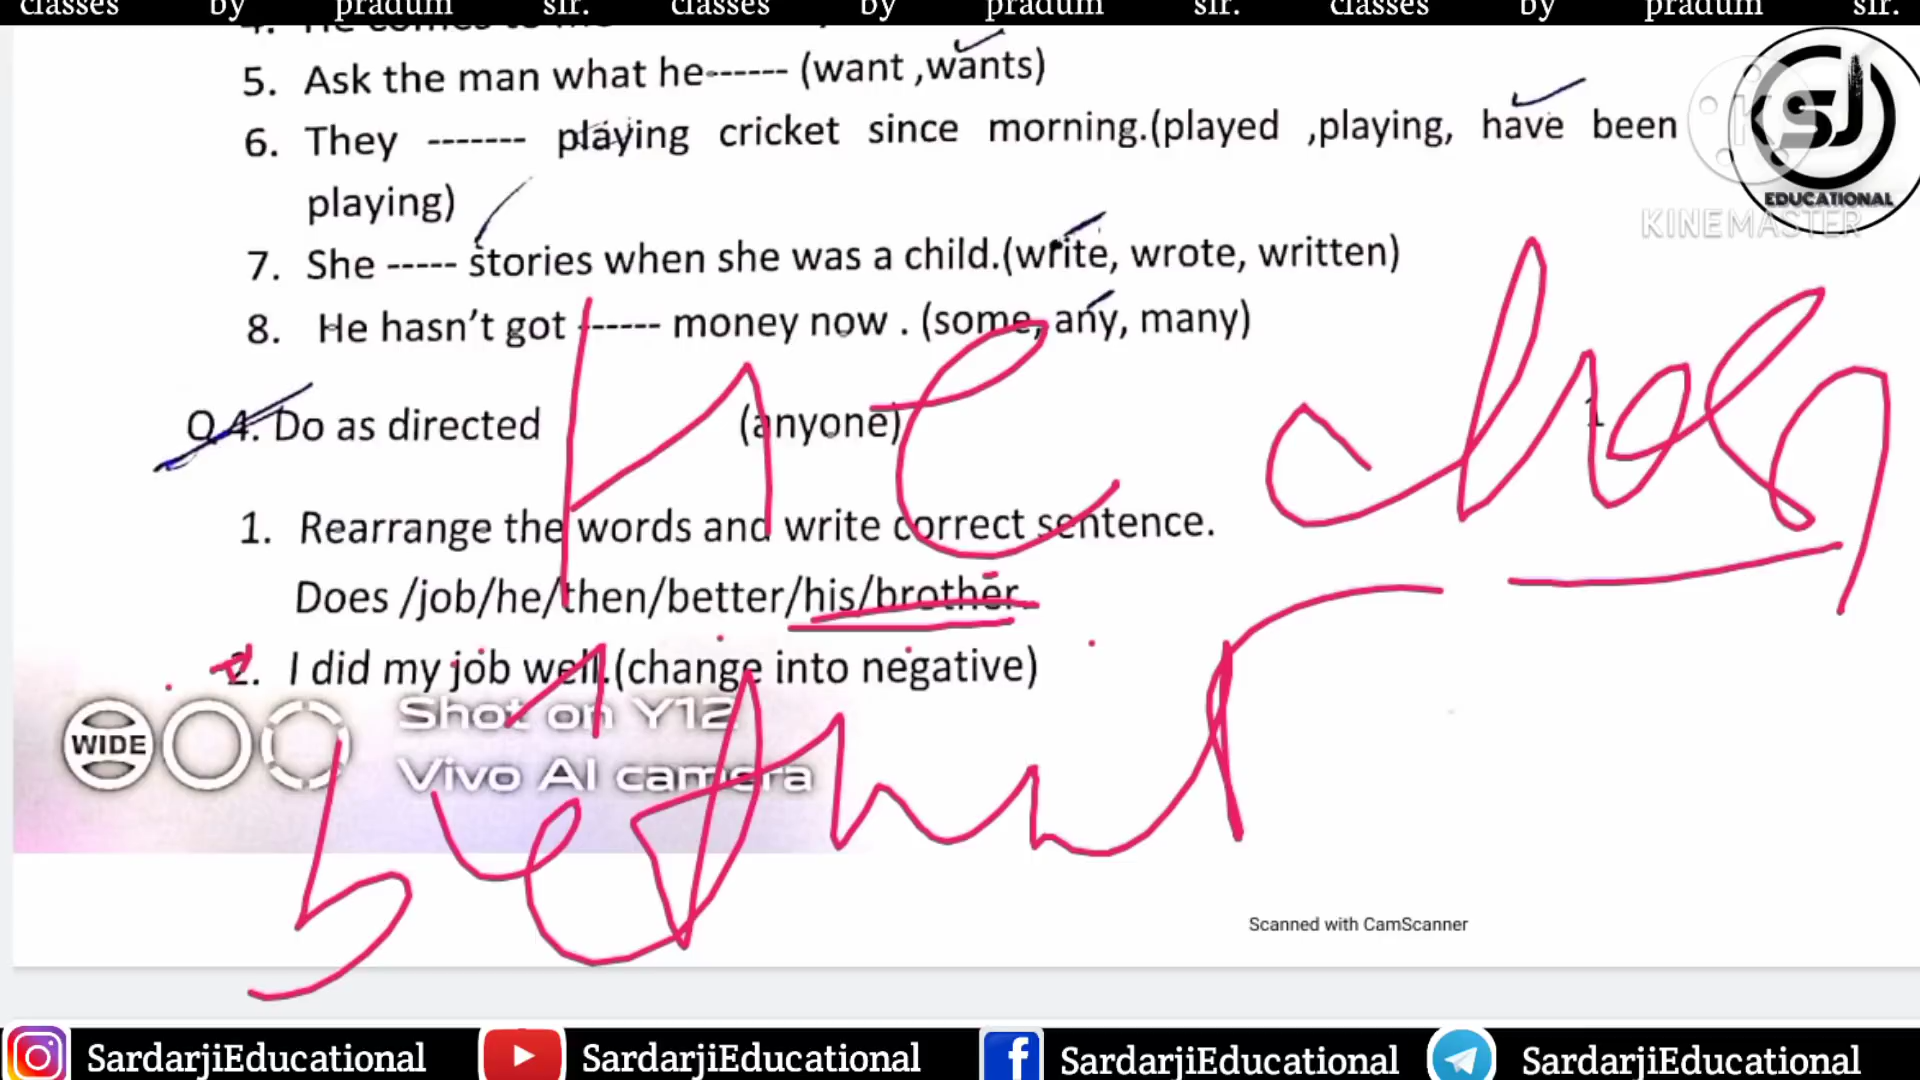 classes by pradum sir. classes by pradum sir. classes by pradum sir.
5. Ask the man what he------ (want ,wants)
6. They ------- playing cricket since morning.(played ,playing, have been
playing)
7. She ----- stories when she was a child.(write, wrote, written)
8. He hasn't got ------ money now . (some, any, many)
Q.4. Do as directed (anyone) 1
1. Rearrange the words and write correct sentence.
Does /job/he/then/better/his/brother
2. I did my job well.(change into negative)
He does
SJ
EDUCATIONAL
KINEMASTER
WIDE
Shot on Y12
Vivo AI camera
Scanned with CamScanner
SardarjiEducational SardarjiEducational SardarjiEducational SardarjiEducational